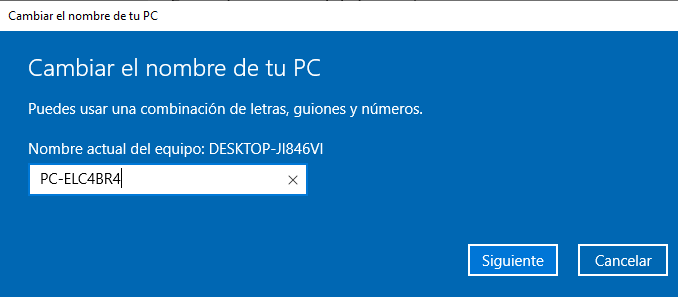 Cambiar el nombre de tu PC
Cambiar el nombre de tu PC
Puedes usar una combinación de letras, guiones y números.
Nombre actual del equipo: DESKTOP-JI846VI
PC-ELC4BR4
Siguiente
Cancelar